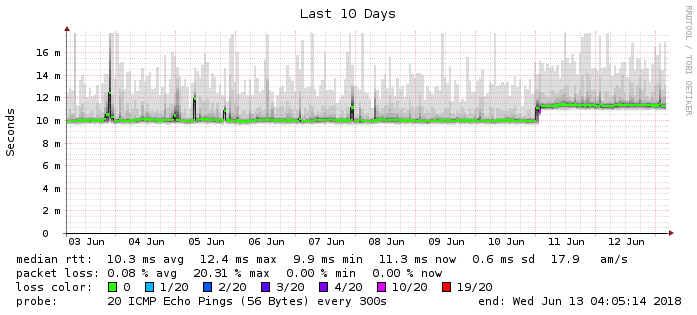 Last 10 Days
RRDTOOL / TOBI OETIKER
Seconds
16 m
14 m
12 m
10 m
8 m
6 m
4 m
2 m
0
03 Jun 04 Jun 05 Jun 06 Jun 07 Jun 08 Jun 09 Jun 10 Jun 11 Jun 12 Jun
median rtt: 10.3 ms avg 12.4 ms max 9.9 ms min 11.3 ms now 0.6 ms sd 17.9 am/s
packet loss: 0.08 % avg 20.31 % max 0.00 % min 0.00 % now
loss color: 0 1/20 2/20 3/20 4/20 10/20 19/20
probe: 20 ICMP Echo Pings (56 Bytes) every 300s end: Wed Jun 13 04:05:14 2018